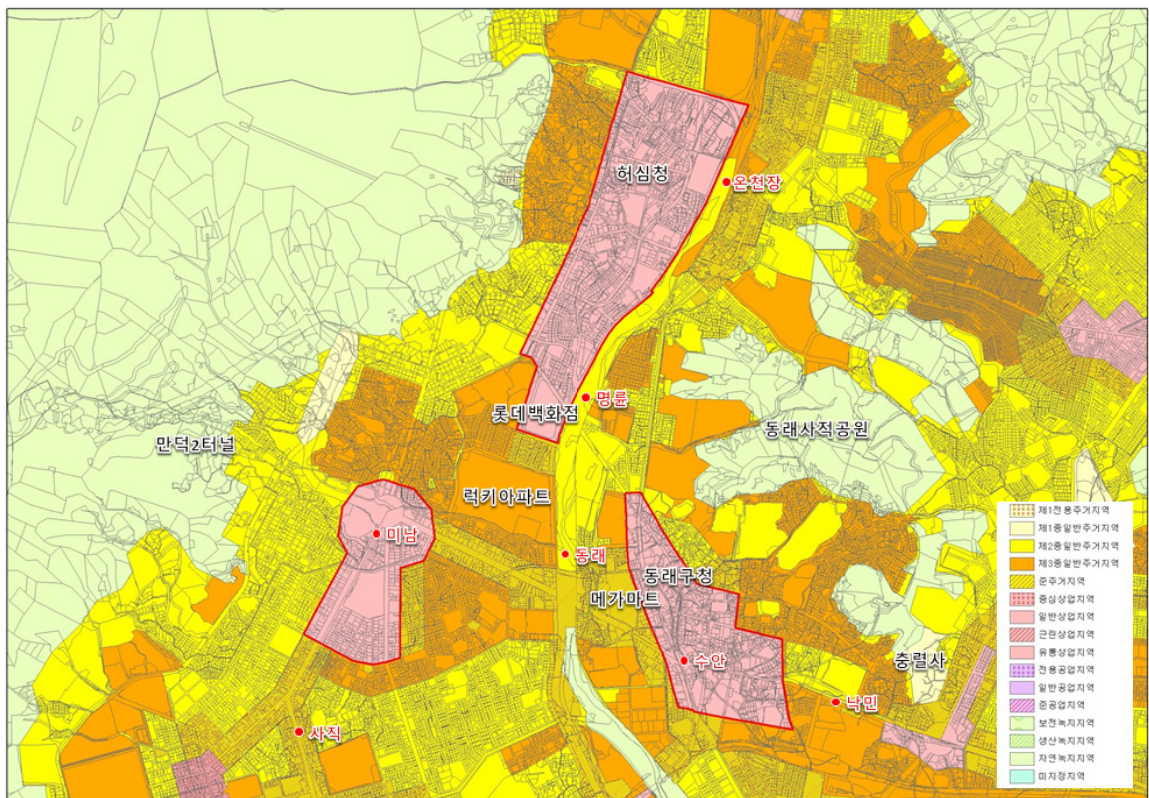 허심청
온천장
명륜
롯데백화점
동래사적공원
만덕2터널
럭키아파트
미남
동래
동래구청
메가마트
수안
충렬사
낙민
사직
제1전용주거지역
제1종일반주거지역
제2종일반주거지역
제3종일반주거지역
준주거지역
중심상업지역
일반상업지역
근린상업지역
유통상업지역
전용공업지역
일반공업지역
준공업지역
보전녹지지역
생산녹지지역
자연녹지지역
미지정지역